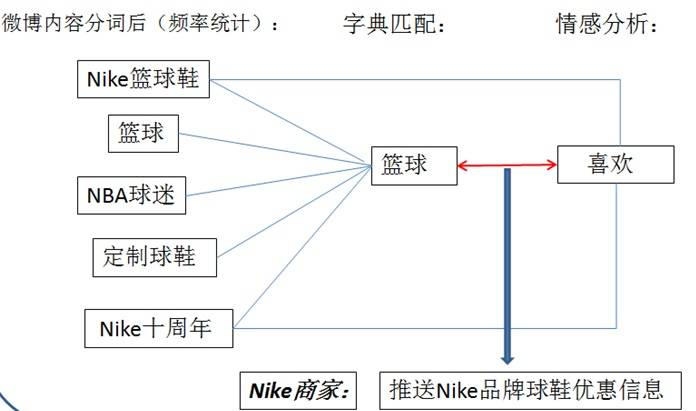 微博内容分词后（频率统计）：
字典匹配：
情感分析：
Nike篮球鞋
篮球
NBA球迷
定制球鞋
Nike十周年
篮球
喜欢
Nike商家：
推送Nike品牌球鞋优惠信息